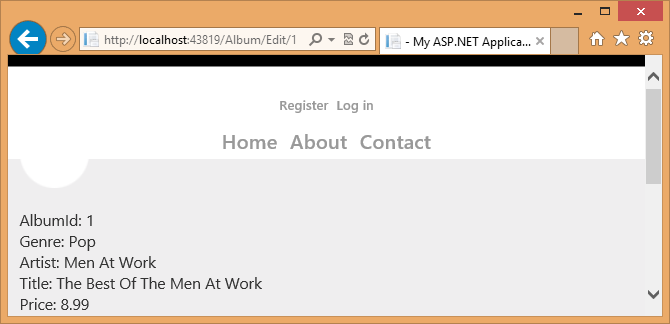 http://localhost:43819/Album/Edit/1
- My ASP.NET Applica...
Register Log in
Home About Contact
AlbumId: 1
Genre: Pop
Artist: Men At Work
Title: The Best Of The Men At Work
Price: 8.99